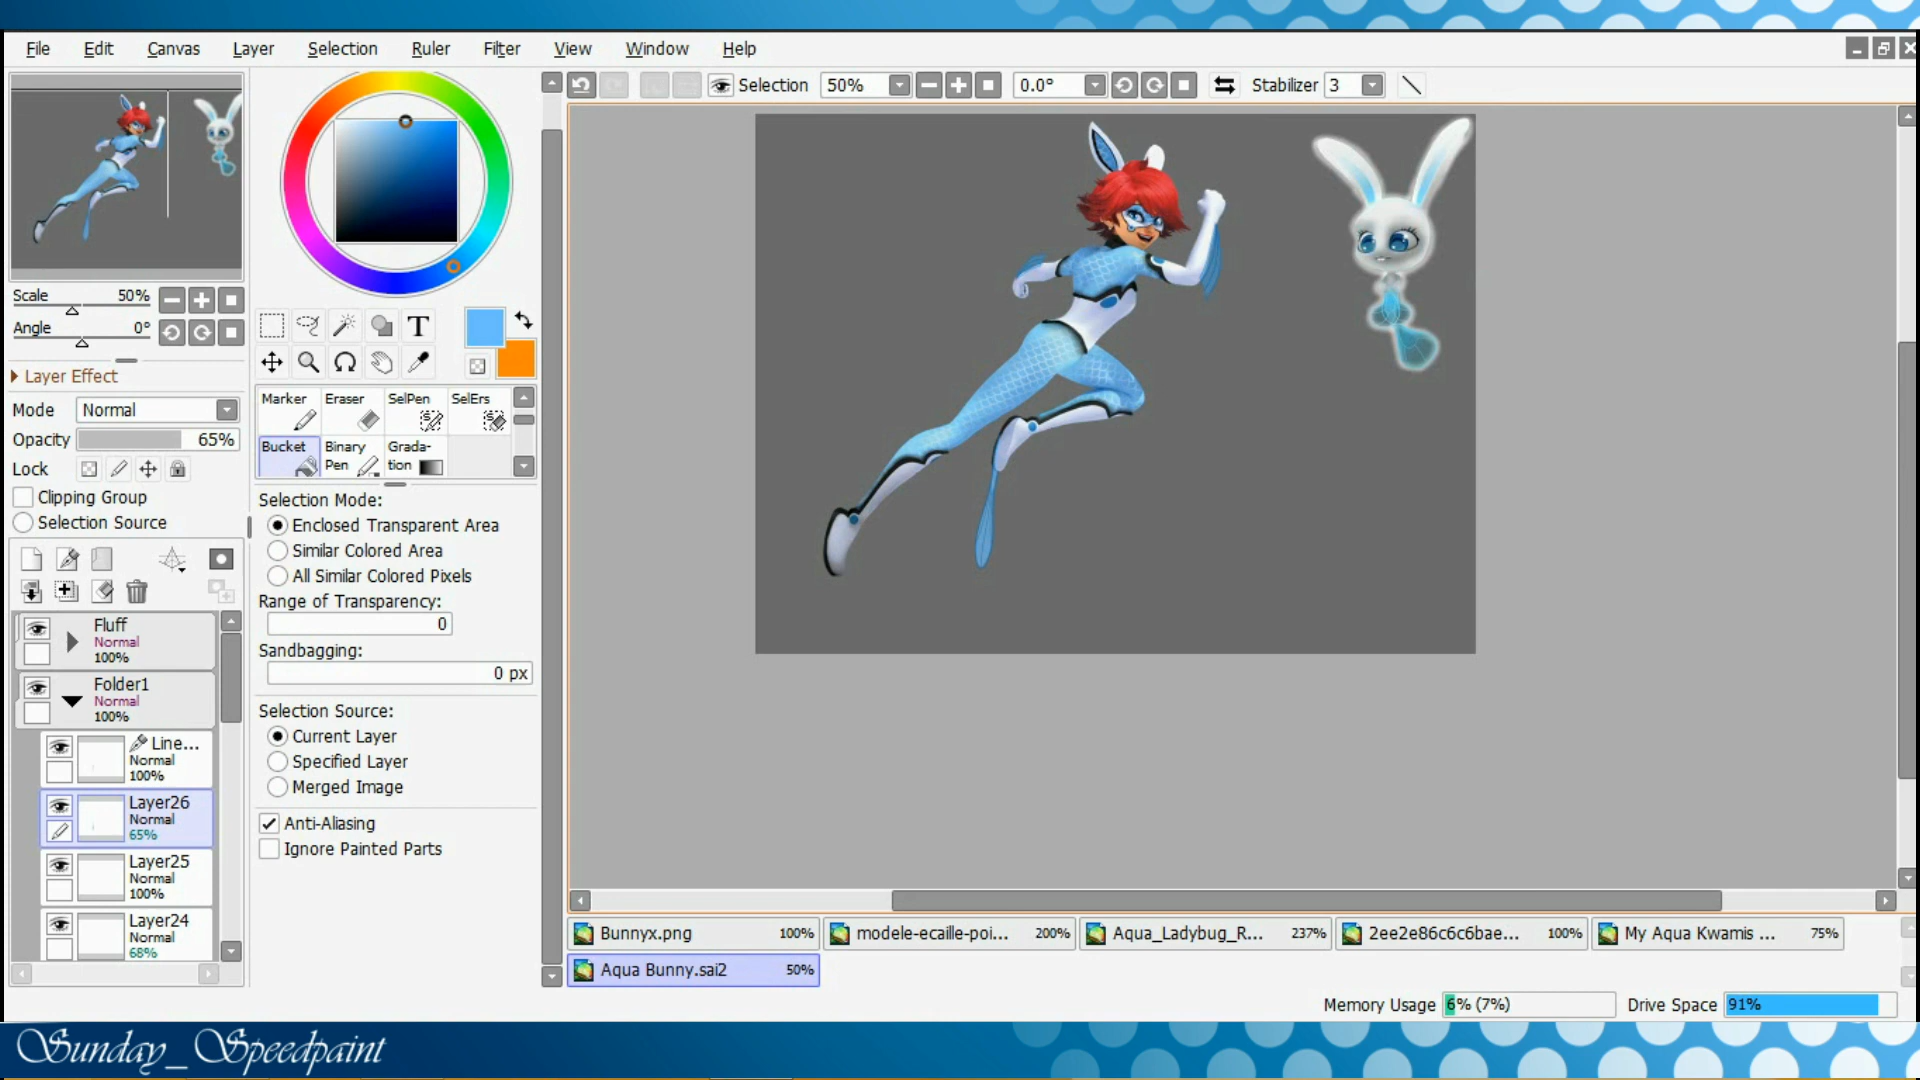 File Edit Canvas Layer Selection Ruler Filter View Window Help
Selection 50% 0.0° Stabilizer 3
Scale 50%
Angle 0°
Layer Effect
Mode Normal
Opacity 65%
Lock
Clipping Group
Selection Source
Fluff
Normal
100%
Folder1
Normal
100%
Line...
Normal
100%
Layer26
Normal
65%
Layer25
Normal
100%
Layer24
Normal
68%
T
Marker Eraser SelPen SelErs
Bucket Binary Pen Grada-tion
Selection Mode:
Enclosed Transparent Area
Similar Colored Area
All Similar Colored Pixels
Range of Transparency:
0
Sandbagging:
0 px
Selection Source:
Current Layer
Specified Layer
Merged Image
Anti-Aliasing
Ignore Painted Parts
Bunnyx.png 100% modele-ecaille-poi... 200% Aqua_Ladybug_R... 237% 2ee2e86c6c6bae... 100% My Aqua Kwamis ... 75%
Aqua Bunny.sai2 50%
Memory Usage 6% (7%) Drive Space 91%
Sunday_Speedpaint